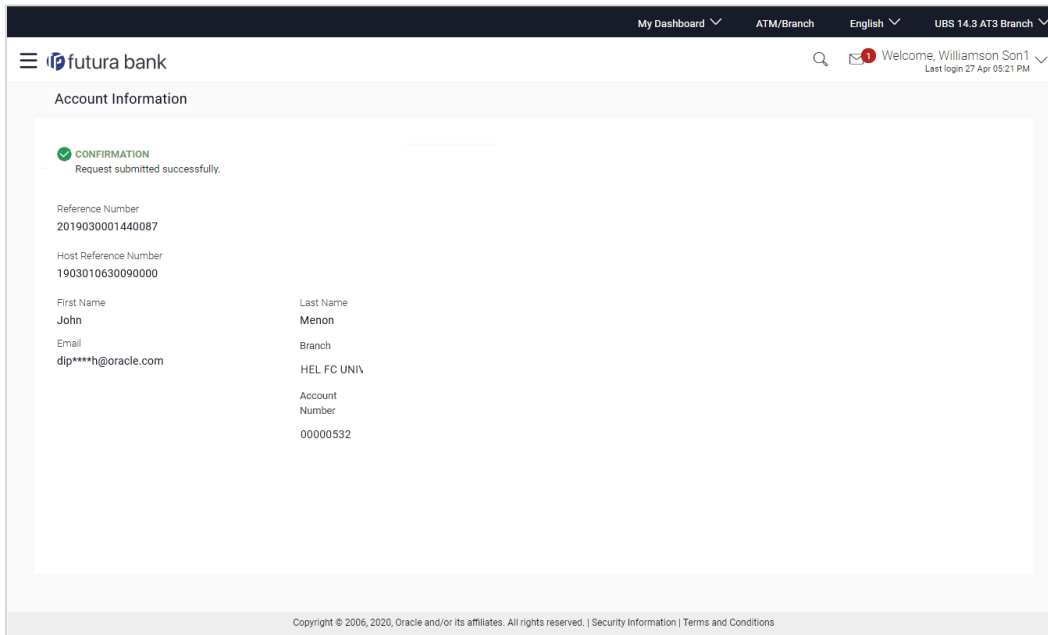 My Dashboard ATM/Branch English UBS 14.3 AT3 Branch
futura bank 1 Welcome, Williamson Son1
Last login 27 Apr 05:21 PM
Account Information
CONFIRMATION
Request submitted successfully.
Reference Number
2019030001440087
Host Reference Number
1903010630090000
First Name Last Name
John Menon
Email Branch
dip****h@oracle.com HEL FC UNIV
Account
Number
00000532
Copyright © 2006, 2020, Oracle and/or its affiliates. All rights reserved. | Security Information | Terms and Conditions